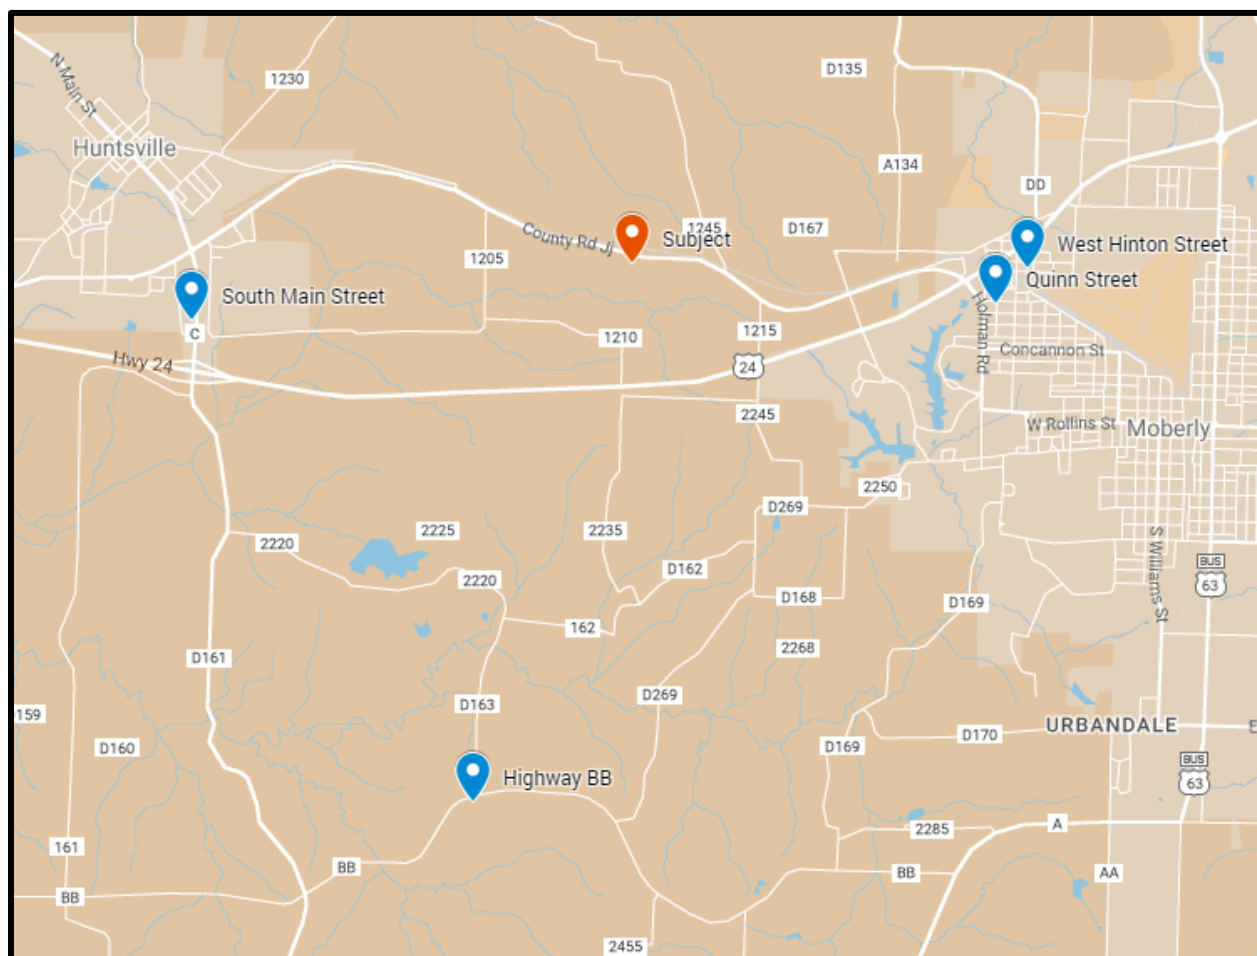 N Main St
1230
D135
Huntsville
A134
DD
County Rd Jj
Subject
1245
D167
West Hinton Street
1205
Quinn Street
South Main Street
C
1210
1215
Holman Rd
Concannon St
Hwy 24
24
2245
W Rollins St
Moberly
2250
D269
2225
2235
2220
S Williams St
BUS
63
D162
2220
D168
D169
162
2268
D161
D269
D163
159
D160
D169
D170
URBANDALE
E
BUS
63
Highway BB
A
2285
161
BB
BB
AA
BB
2455